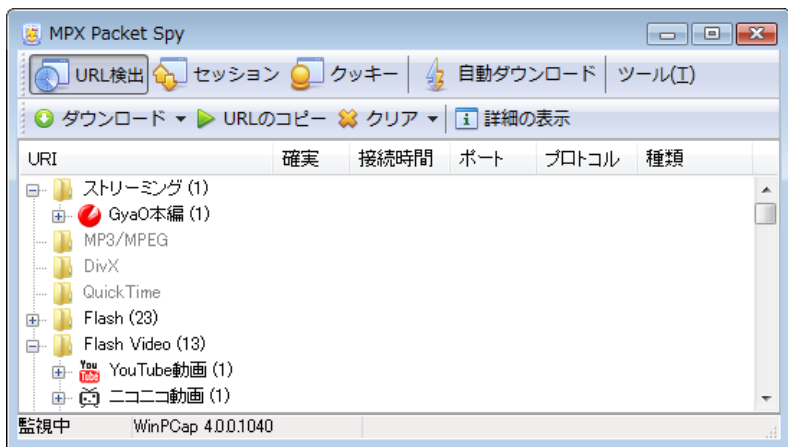 MPX Packet Spy
URL検出 セッション クッキー 自動ダウンロード ツール(T)
ダウンロード URLのコピー クリア 詳細の表示
URI 確実 接続時間 ポート プロトコル 種類
ストリーミング (1)
GyaO本編 (1)
MP3/MPEG
DivX
QuickTime
Flash (23)
Flash Video (13)
You Tube YouTube動画 (1)
ニコニコ動画 (1)
監視中 WinPCap 4.0.0.1040